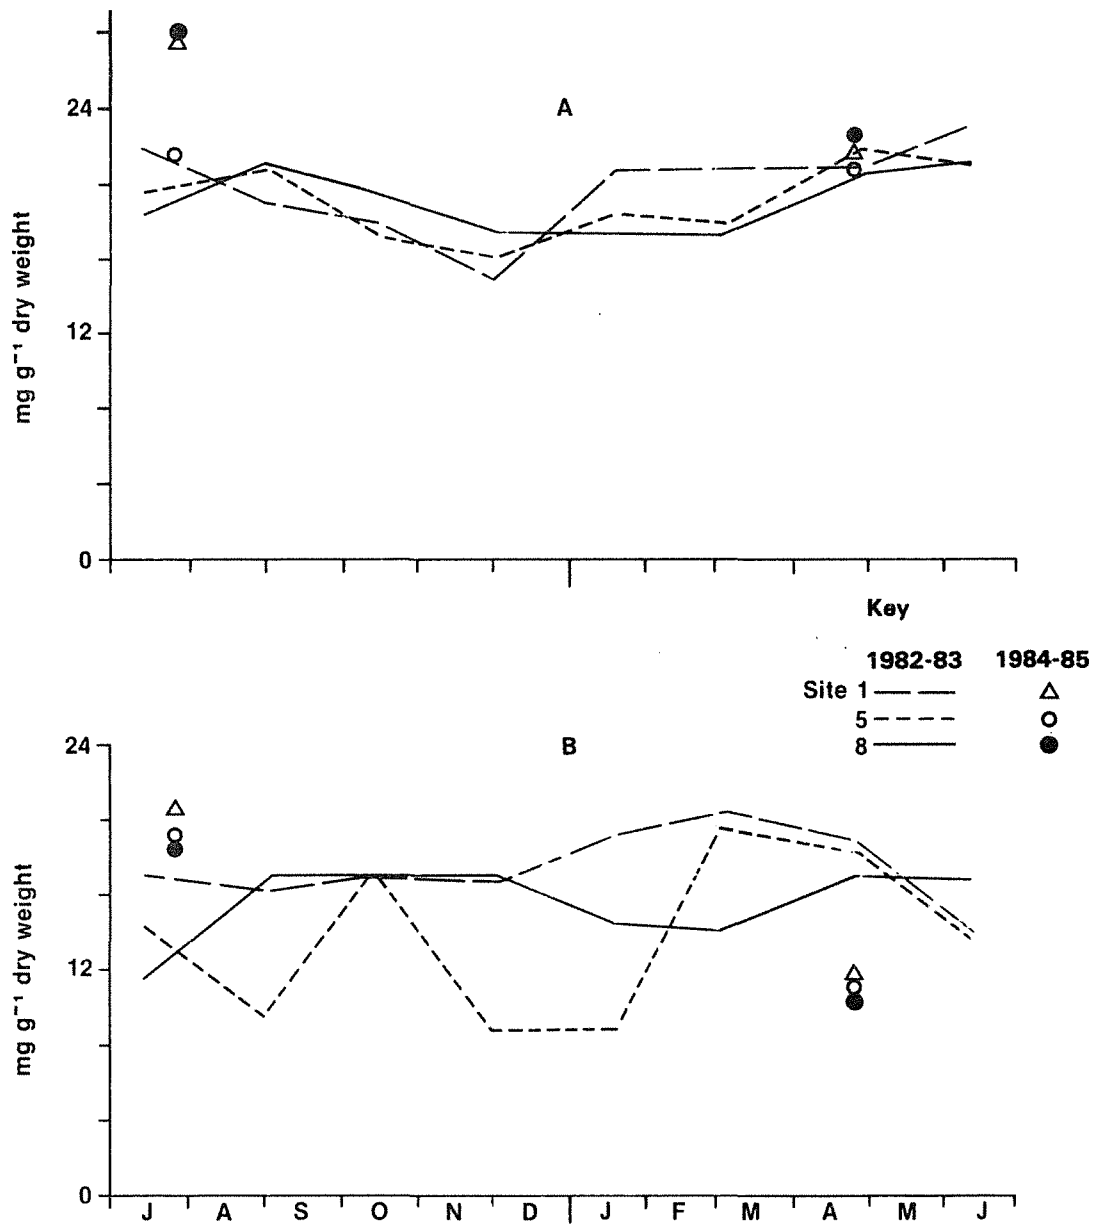 24
A
12
mg g⁻¹ dry weight
0
Key
1982-83 1984-85
Site 1
5
8
24
B
12
mg g⁻¹ dry weight
0
J A S O N D J F M A M J